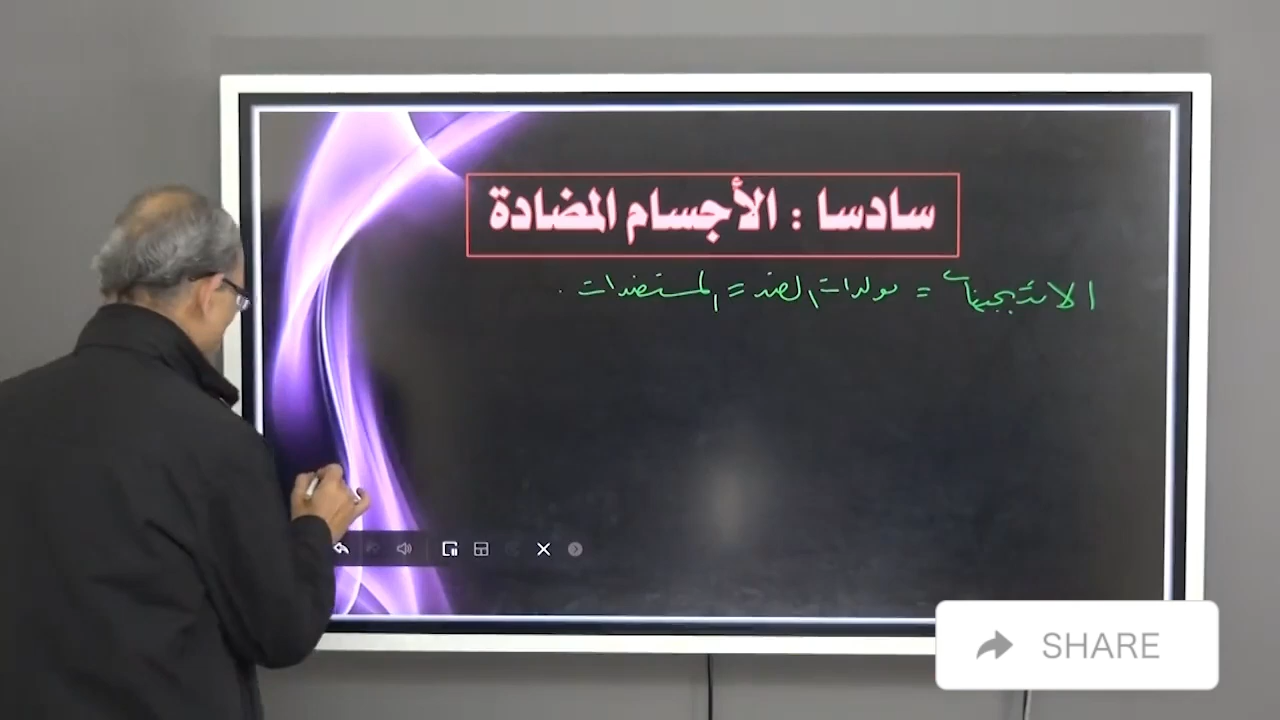 سادسا : الأجسام المضادة
الانتيجينات = مولدات الضد = المستضدات .
SHARE